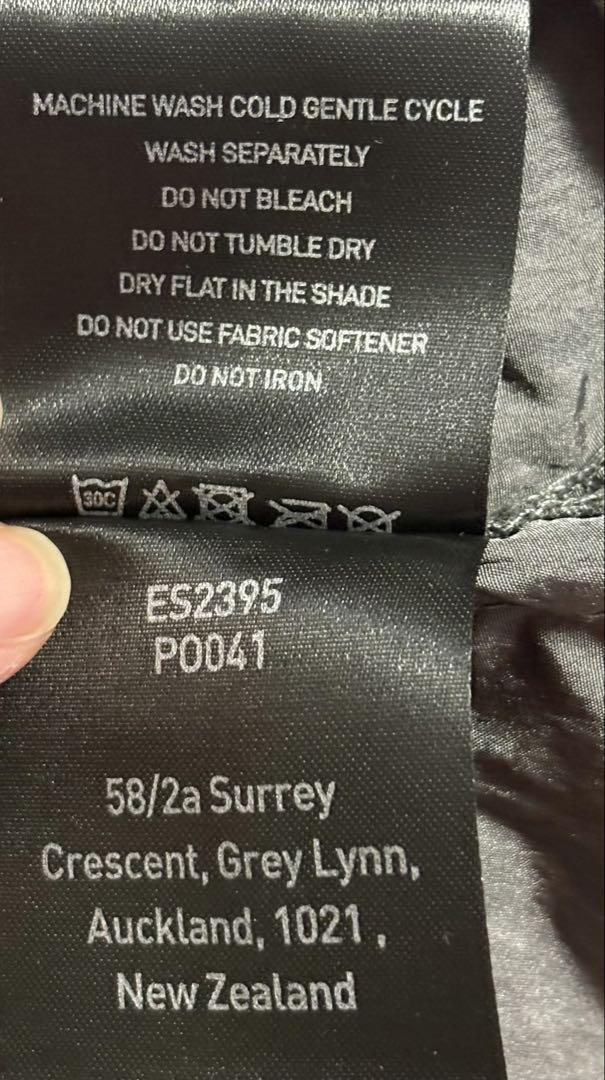 MACHINE WASH COLD GENTLE CYCLE
WASH SEPARATELY
DO NOT BLEACH
DO NOT TUMBLE DRY
DRY FLAT IN THE SHADE
DO NOT USE FABRIC SOFTENER
DO NOT IRON
30C
ES2395
PO041
58/2a Surrey
Crescent, Grey Lynn,
Auckland, 1021 ,
New Zealand